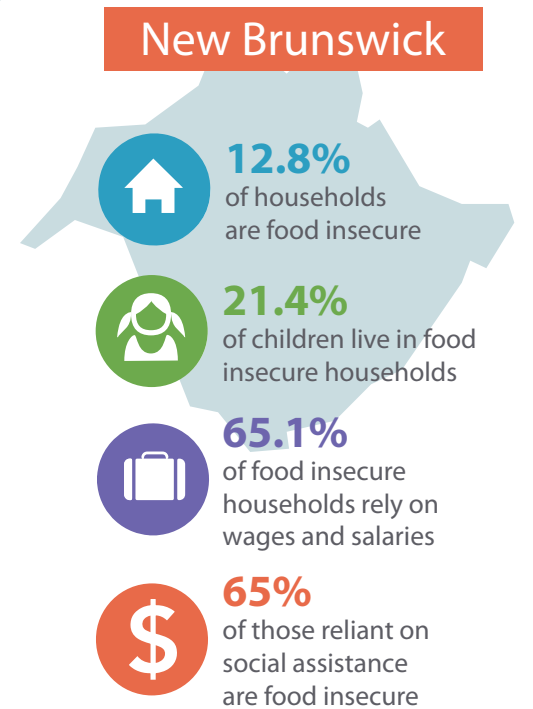 New Brunswick
12.8%
of households
are food insecure
21.4%
of children live in food
insecure households
65.1%
of food insecure
households rely on
wages and salaries
$
65%
of those reliant on
social assistance
are food insecure